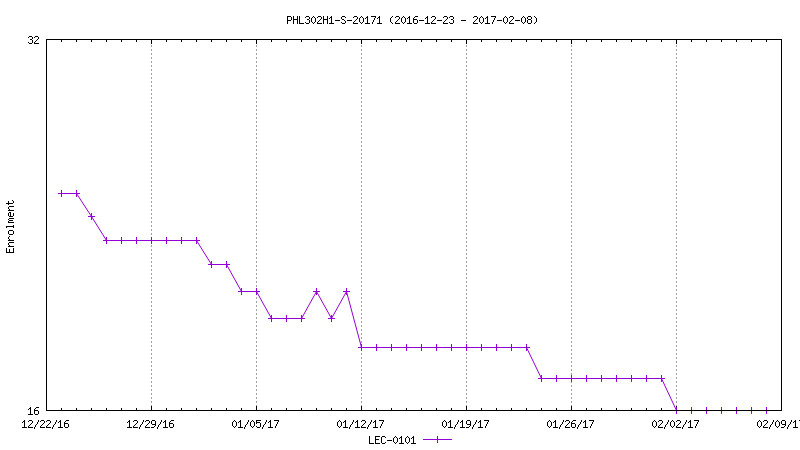 PHL302H1-S-20171 (2016-12-23 - 2017-02-08)
32
Enrolment
16
12/22/16 12/29/16 01/05/17 01/12/17 01/19/17 01/26/17 02/02/17 02/09/1
LEC-0101